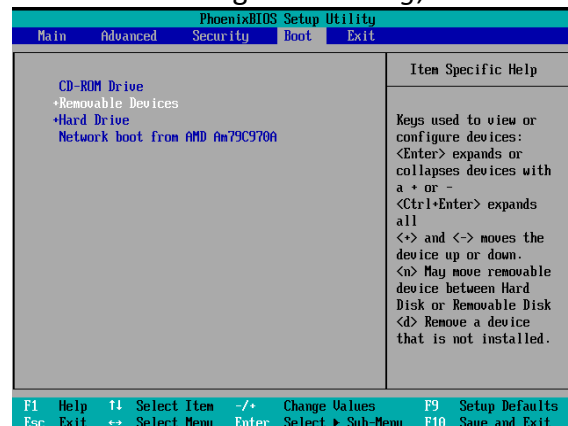 PhoenixBIOS Setup Utility
Main Advanced Security Boot Exit
CD-ROM Drive
+Removable Devices
+Hard Drive
Network boot from AMD Am79C970A
Item Specific Help
Keys used to view or
configure devices:
<Enter> expands or
collapses devices with
a + or -
<Ctrl+Enter> expands
all
<+> and <-> moves the
device up or down.
<n> May move removable
device between Hard
Disk or Removable Disk
<d> Remove a device
that is not installed.
F1 Help ↑↓ Select Item -/+ Change Values F9 Setup Defaults
Esc Exit ↔ Select Menu Enter Select ▶ Sub-Menu F10 Save and Exit